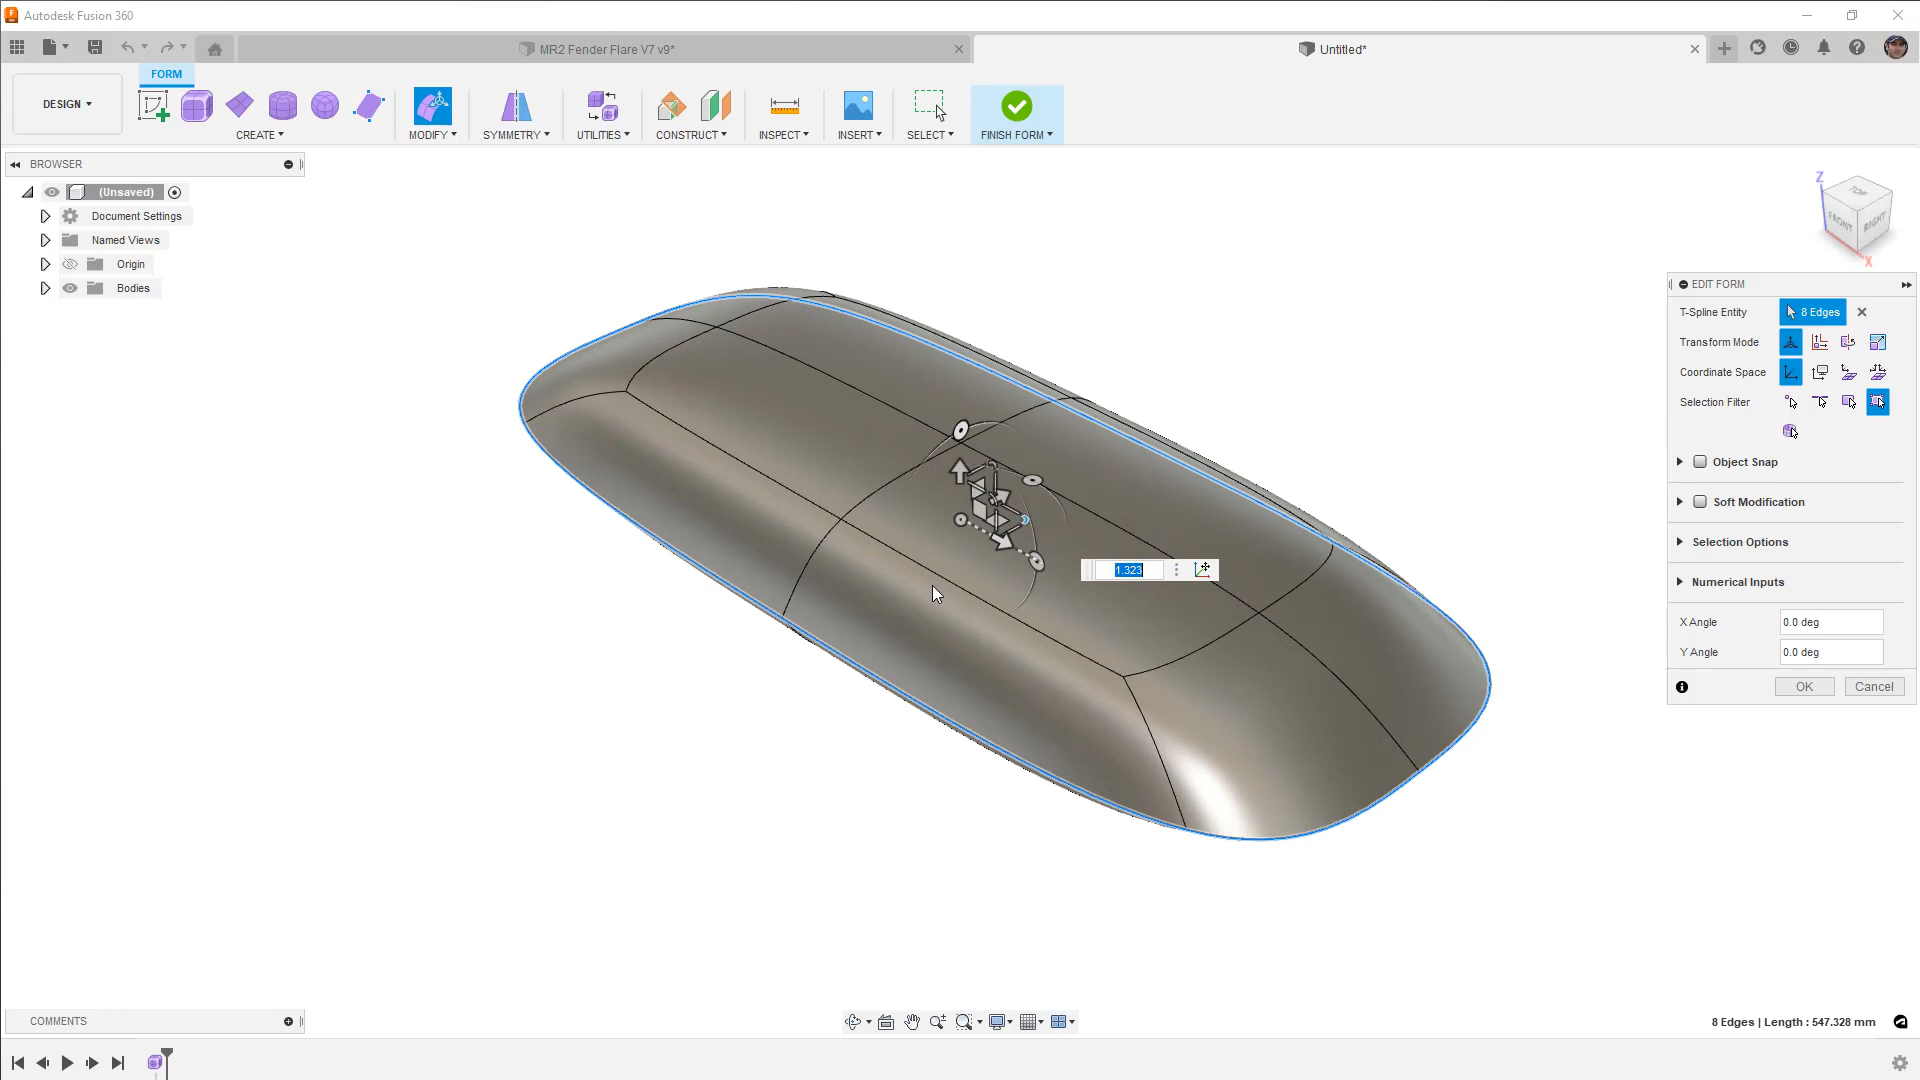 Autodesk Fusion 360
MR2 Fender Flare V7 v9*
Untitled*
FORM
DESIGN
CREATE
MODIFY
SYMMETRY
UTILITIES
CONSTRUCT
INSPECT
INSERT
SELECT
FINISH FORM
BROWSER
(Unsaved)
Document Settings
Named Views
Origin
Bodies
Z
TOP
FRONT
RIGHT
X
EDIT FORM
T-Spline Entity
8 Edges
Transform Mode
Coordinate Space
Selection Filter
Object Snap
Soft Modification
Selection Options
Numerical Inputs
X Angle
0.0 deg
Y Angle
0.0 deg
OK
Cancel
1.323
COMMENTS
8 Edges | Length : 547.328 mm